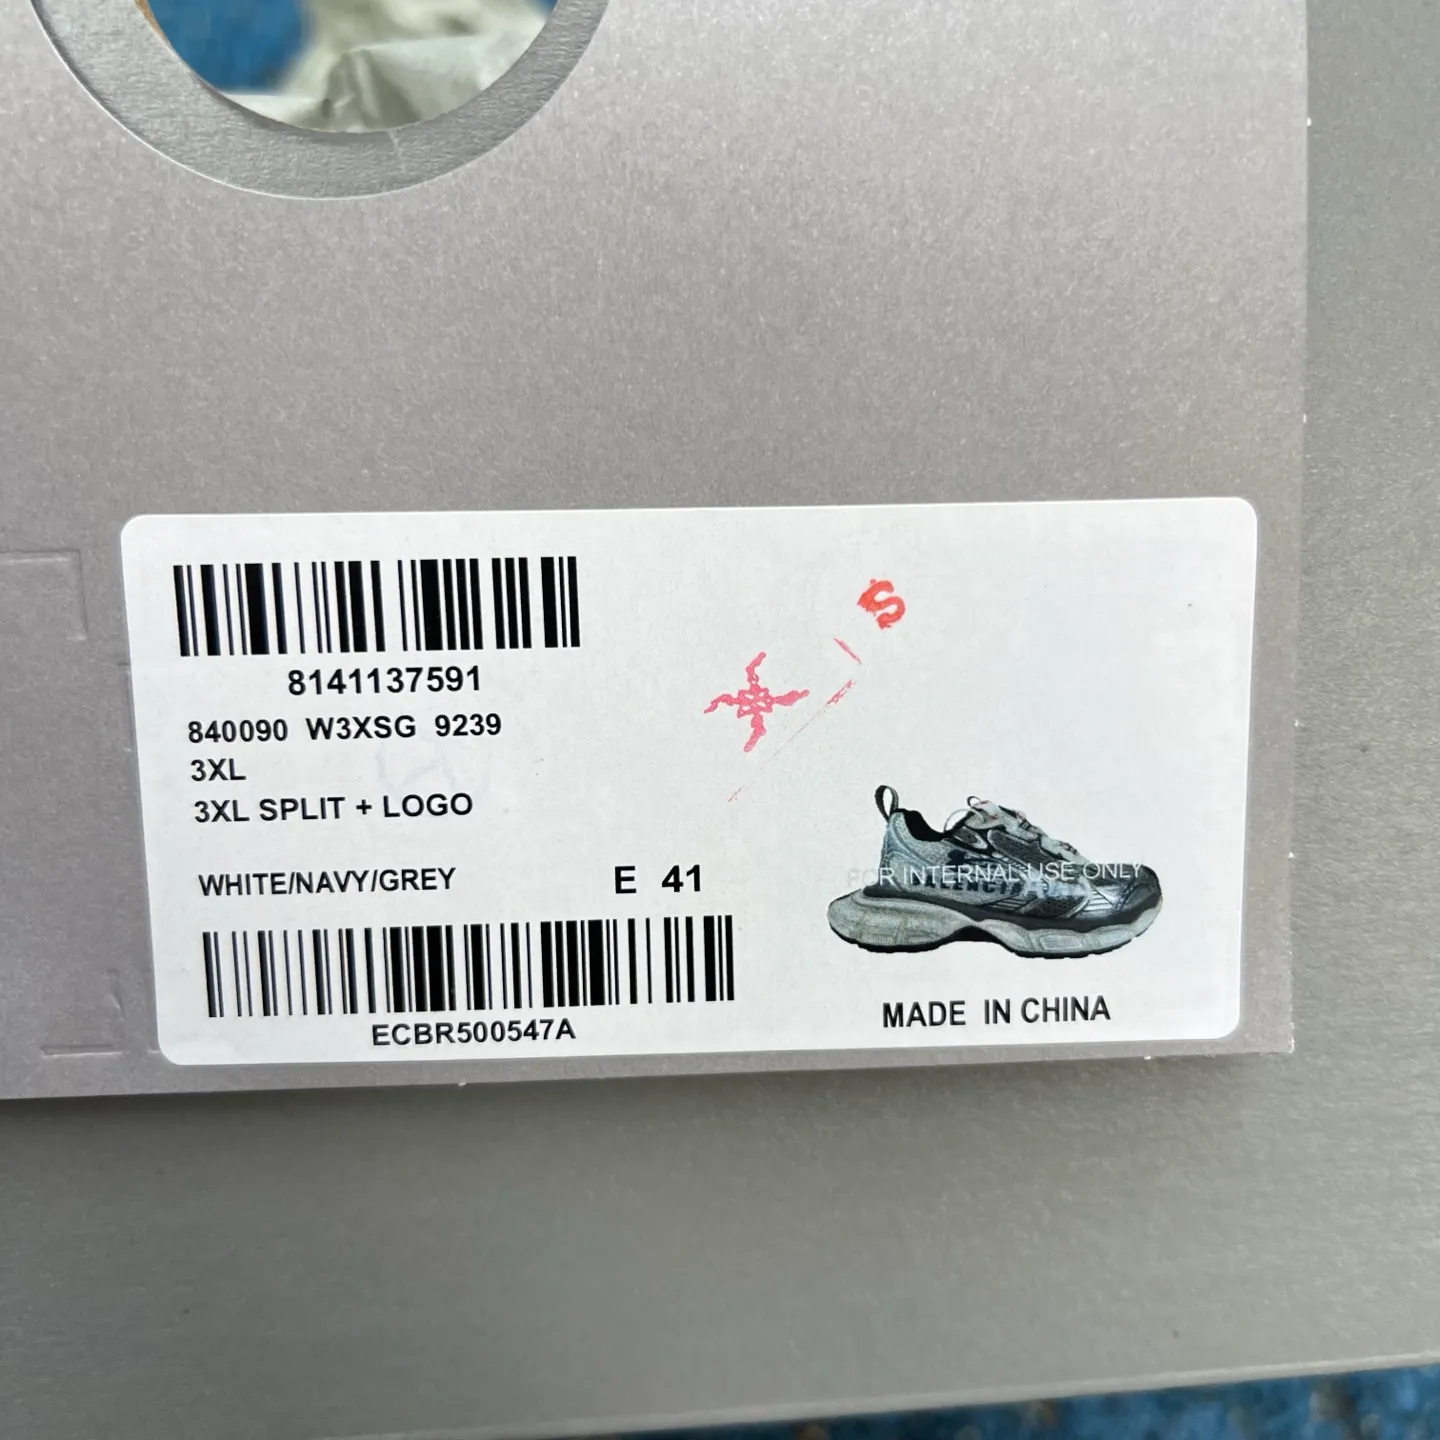 8141137591
840090 W3XSG 9239
3XL
3XL SPLIT + LOGO
S
WHITE/NAVY/GREY E 41
FOR INTERNAL USE ONLY
ECBR500547A
MADE IN CHINA